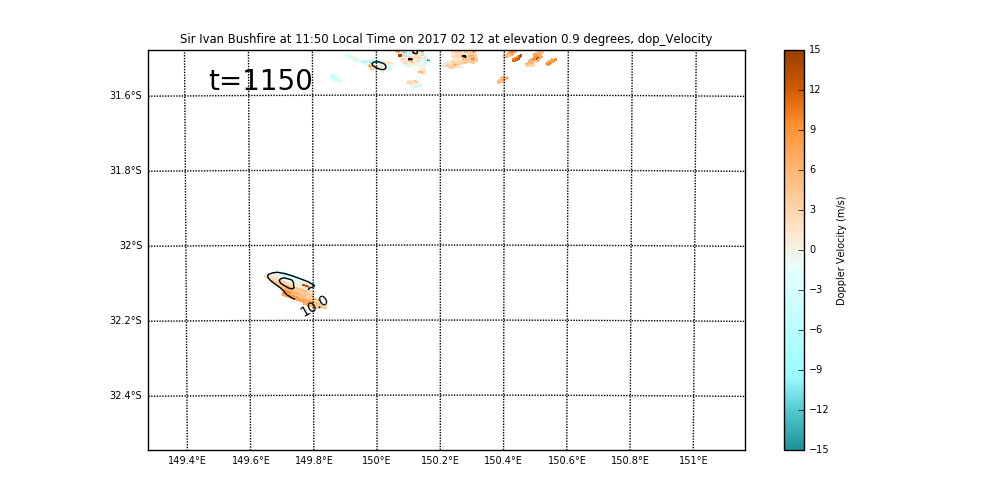 Sir Ivan Bushfire at 11:50 Local Time on 2017 02 12 at elevation 0.9 degrees, dop_Velocity
t=1150
31.6°S
31.8°S
32°S
32.2°S
32.4°S
149.4°E 149.6°E 149.8°E 150°E 150.2°E 150.4°E 150.6°E 150.8°E 151°E
15
12
9
6
3
0
−3
−6
−9
−12
−15
Doppler Velocity (m/s)